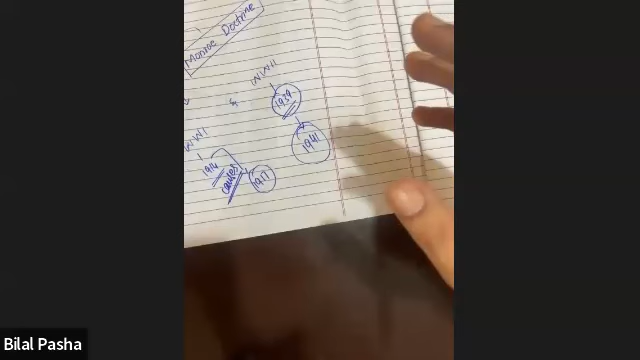 Monroe Doctrine
WWII
&
1939
1941
WWI
1914
causes
1917
Bilal Pasha